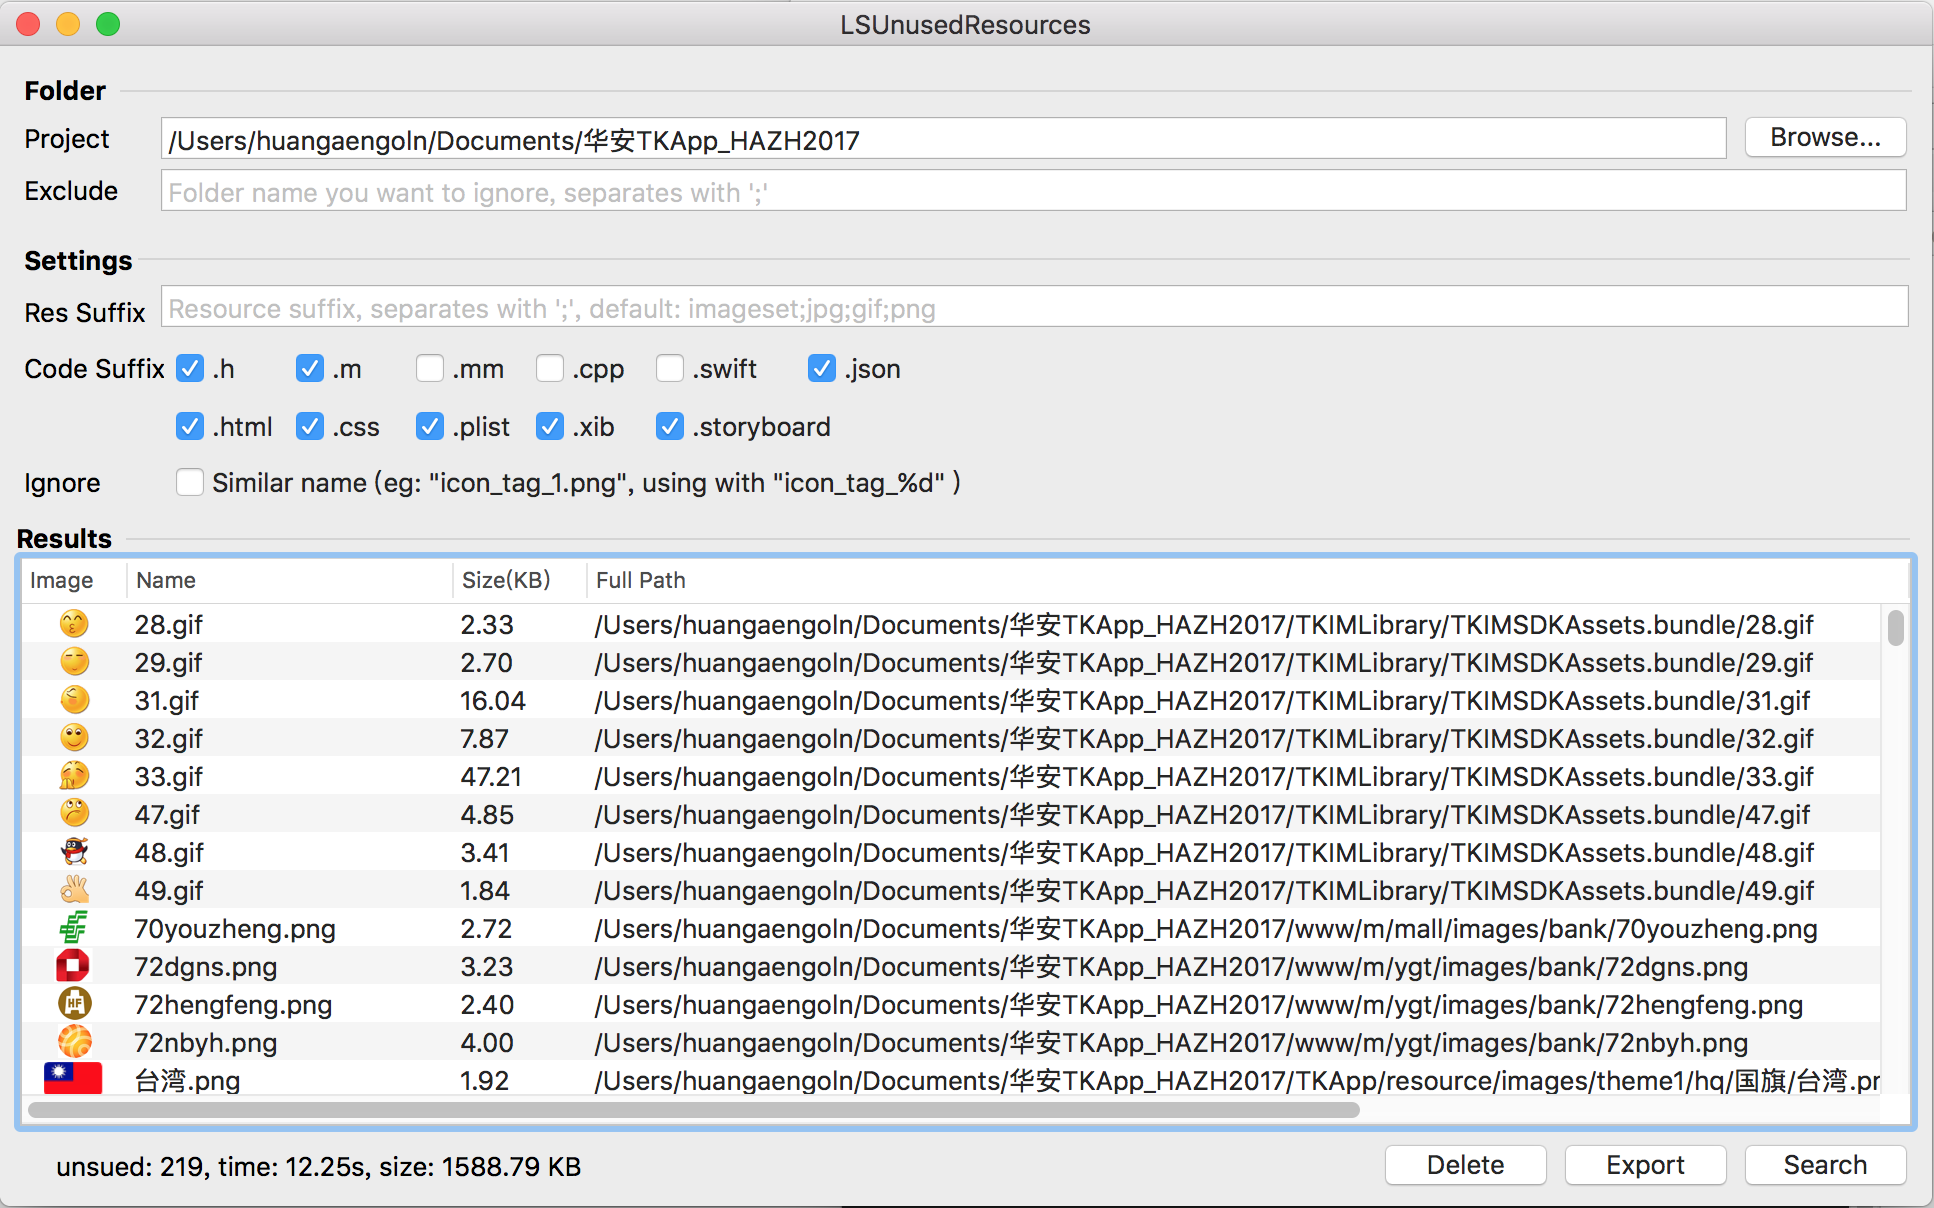 LSUnusedResources
Folder
Project /Users/huangaengoln/Documents/华安TKApp_HAZH2017 Browse...
Exclude Folder name you want to ignore, separates with ';'
Settings
Res Suffix Resource suffix, separates with ';', default: imageset;jpg;gif;png
Code Suffix .h .m .mm .cpp .swift .json
.html .css .plist .xib .storyboard
Ignore Similar name (eg: "icon_tag_1.png", using with "icon_tag_%d" )
Results
Image Name Size(KB) Full Path
28.gif 2.33 /Users/huangaengoln/Documents/华安TKApp_HAZH2017/TKIMLibrary/TKIMSDKAssets.bundle/28.gif
29.gif 2.70 /Users/huangaengoln/Documents/华安TKApp_HAZH2017/TKIMLibrary/TKIMSDKAssets.bundle/29.gif
31.gif 16.04 /Users/huangaengoln/Documents/华安TKApp_HAZH2017/TKIMLibrary/TKIMSDKAssets.bundle/31.gif
32.gif 7.87 /Users/huangaengoln/Documents/华安TKApp_HAZH2017/TKIMLibrary/TKIMSDKAssets.bundle/32.gif
33.gif 47.21 /Users/huangaengoln/Documents/华安TKApp_HAZH2017/TKIMLibrary/TKIMSDKAssets.bundle/33.gif
47.gif 4.85 /Users/huangaengoln/Documents/华安TKApp_HAZH2017/TKIMLibrary/TKIMSDKAssets.bundle/47.gif
48.gif 3.41 /Users/huangaengoln/Documents/华安TKApp_HAZH2017/TKIMLibrary/TKIMSDKAssets.bundle/48.gif
49.gif 1.84 /Users/huangaengoln/Documents/华安TKApp_HAZH2017/TKIMLibrary/TKIMSDKAssets.bundle/49.gif
70youzheng.png 2.72 /Users/huangaengoln/Documents/华安TKApp_HAZH2017/www/m/mall/images/bank/70youzheng.png
72dgns.png 3.23 /Users/huangaengoln/Documents/华安TKApp_HAZH2017/www/m/ygt/images/bank/72dgns.png
HF 72hengfeng.png 2.40 /Users/huangaengoln/Documents/华安TKApp_HAZH2017/www/m/ygt/images/bank/72hengfeng.png
72nbyh.png 4.00 /Users/huangaengoln/Documents/华安TKApp_HAZH2017/www/m/ygt/images/bank/72nbyh.png
台湾.png 1.92 /Users/huangaengoln/Documents/华安TKApp_HAZH2017/TKApp/resource/images/theme1/hq/国旗/台湾.pr
unsued: 219, time: 12.25s, size: 1588.79 KB Delete Export Search